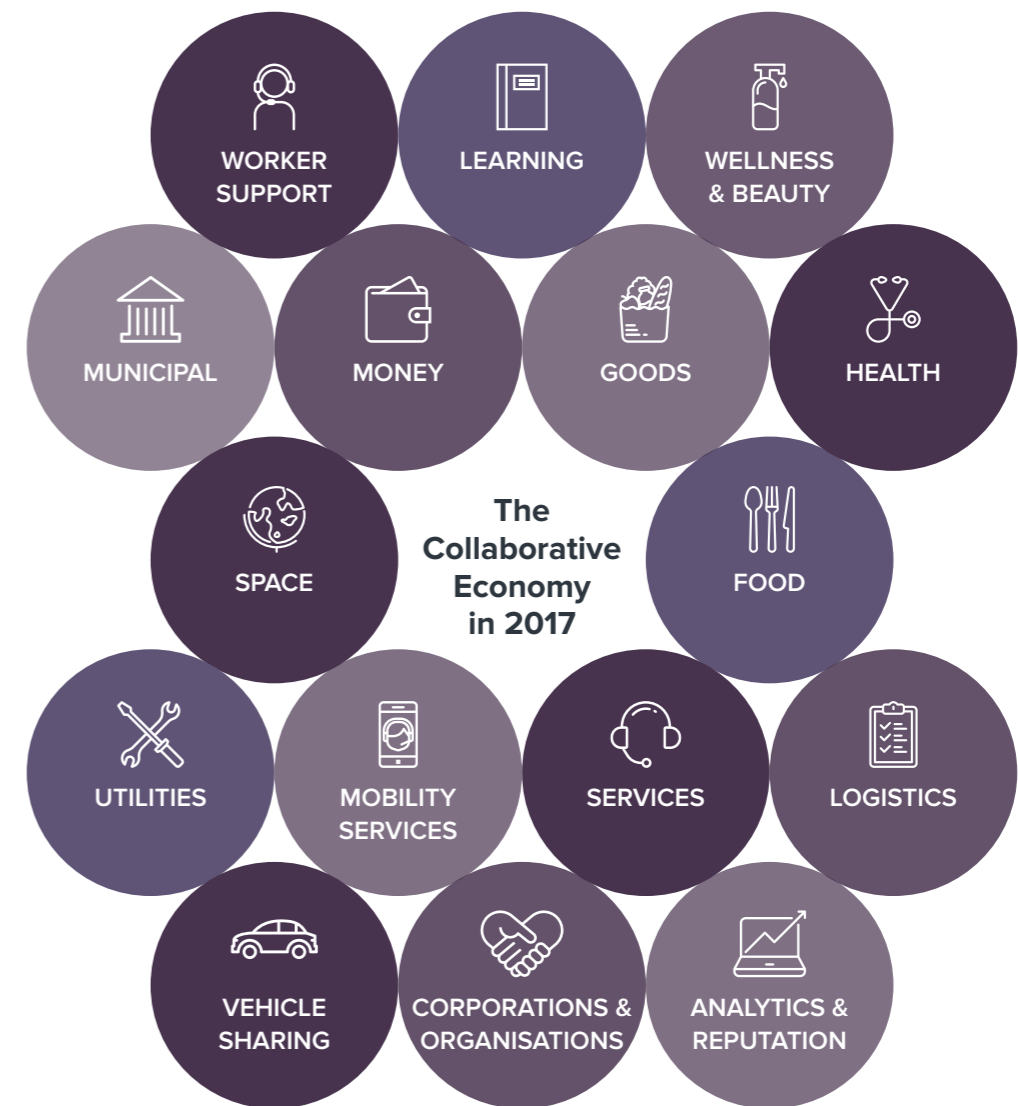 WORKER
SUPPORT
LEARNING
WELLNESS
& BEAUTY
MUNICIPAL
MONEY
GOODS
HEALTH
SPACE
The
Collaborative
Economy
in 2017
FOOD
UTILITIES
MOBILITY
SERVICES
SERVICES
LOGISTICS
VEHICLE
SHARING
CORPORATIONS &
ORGANISATIONS
ANALYTICS &
REPUTATION